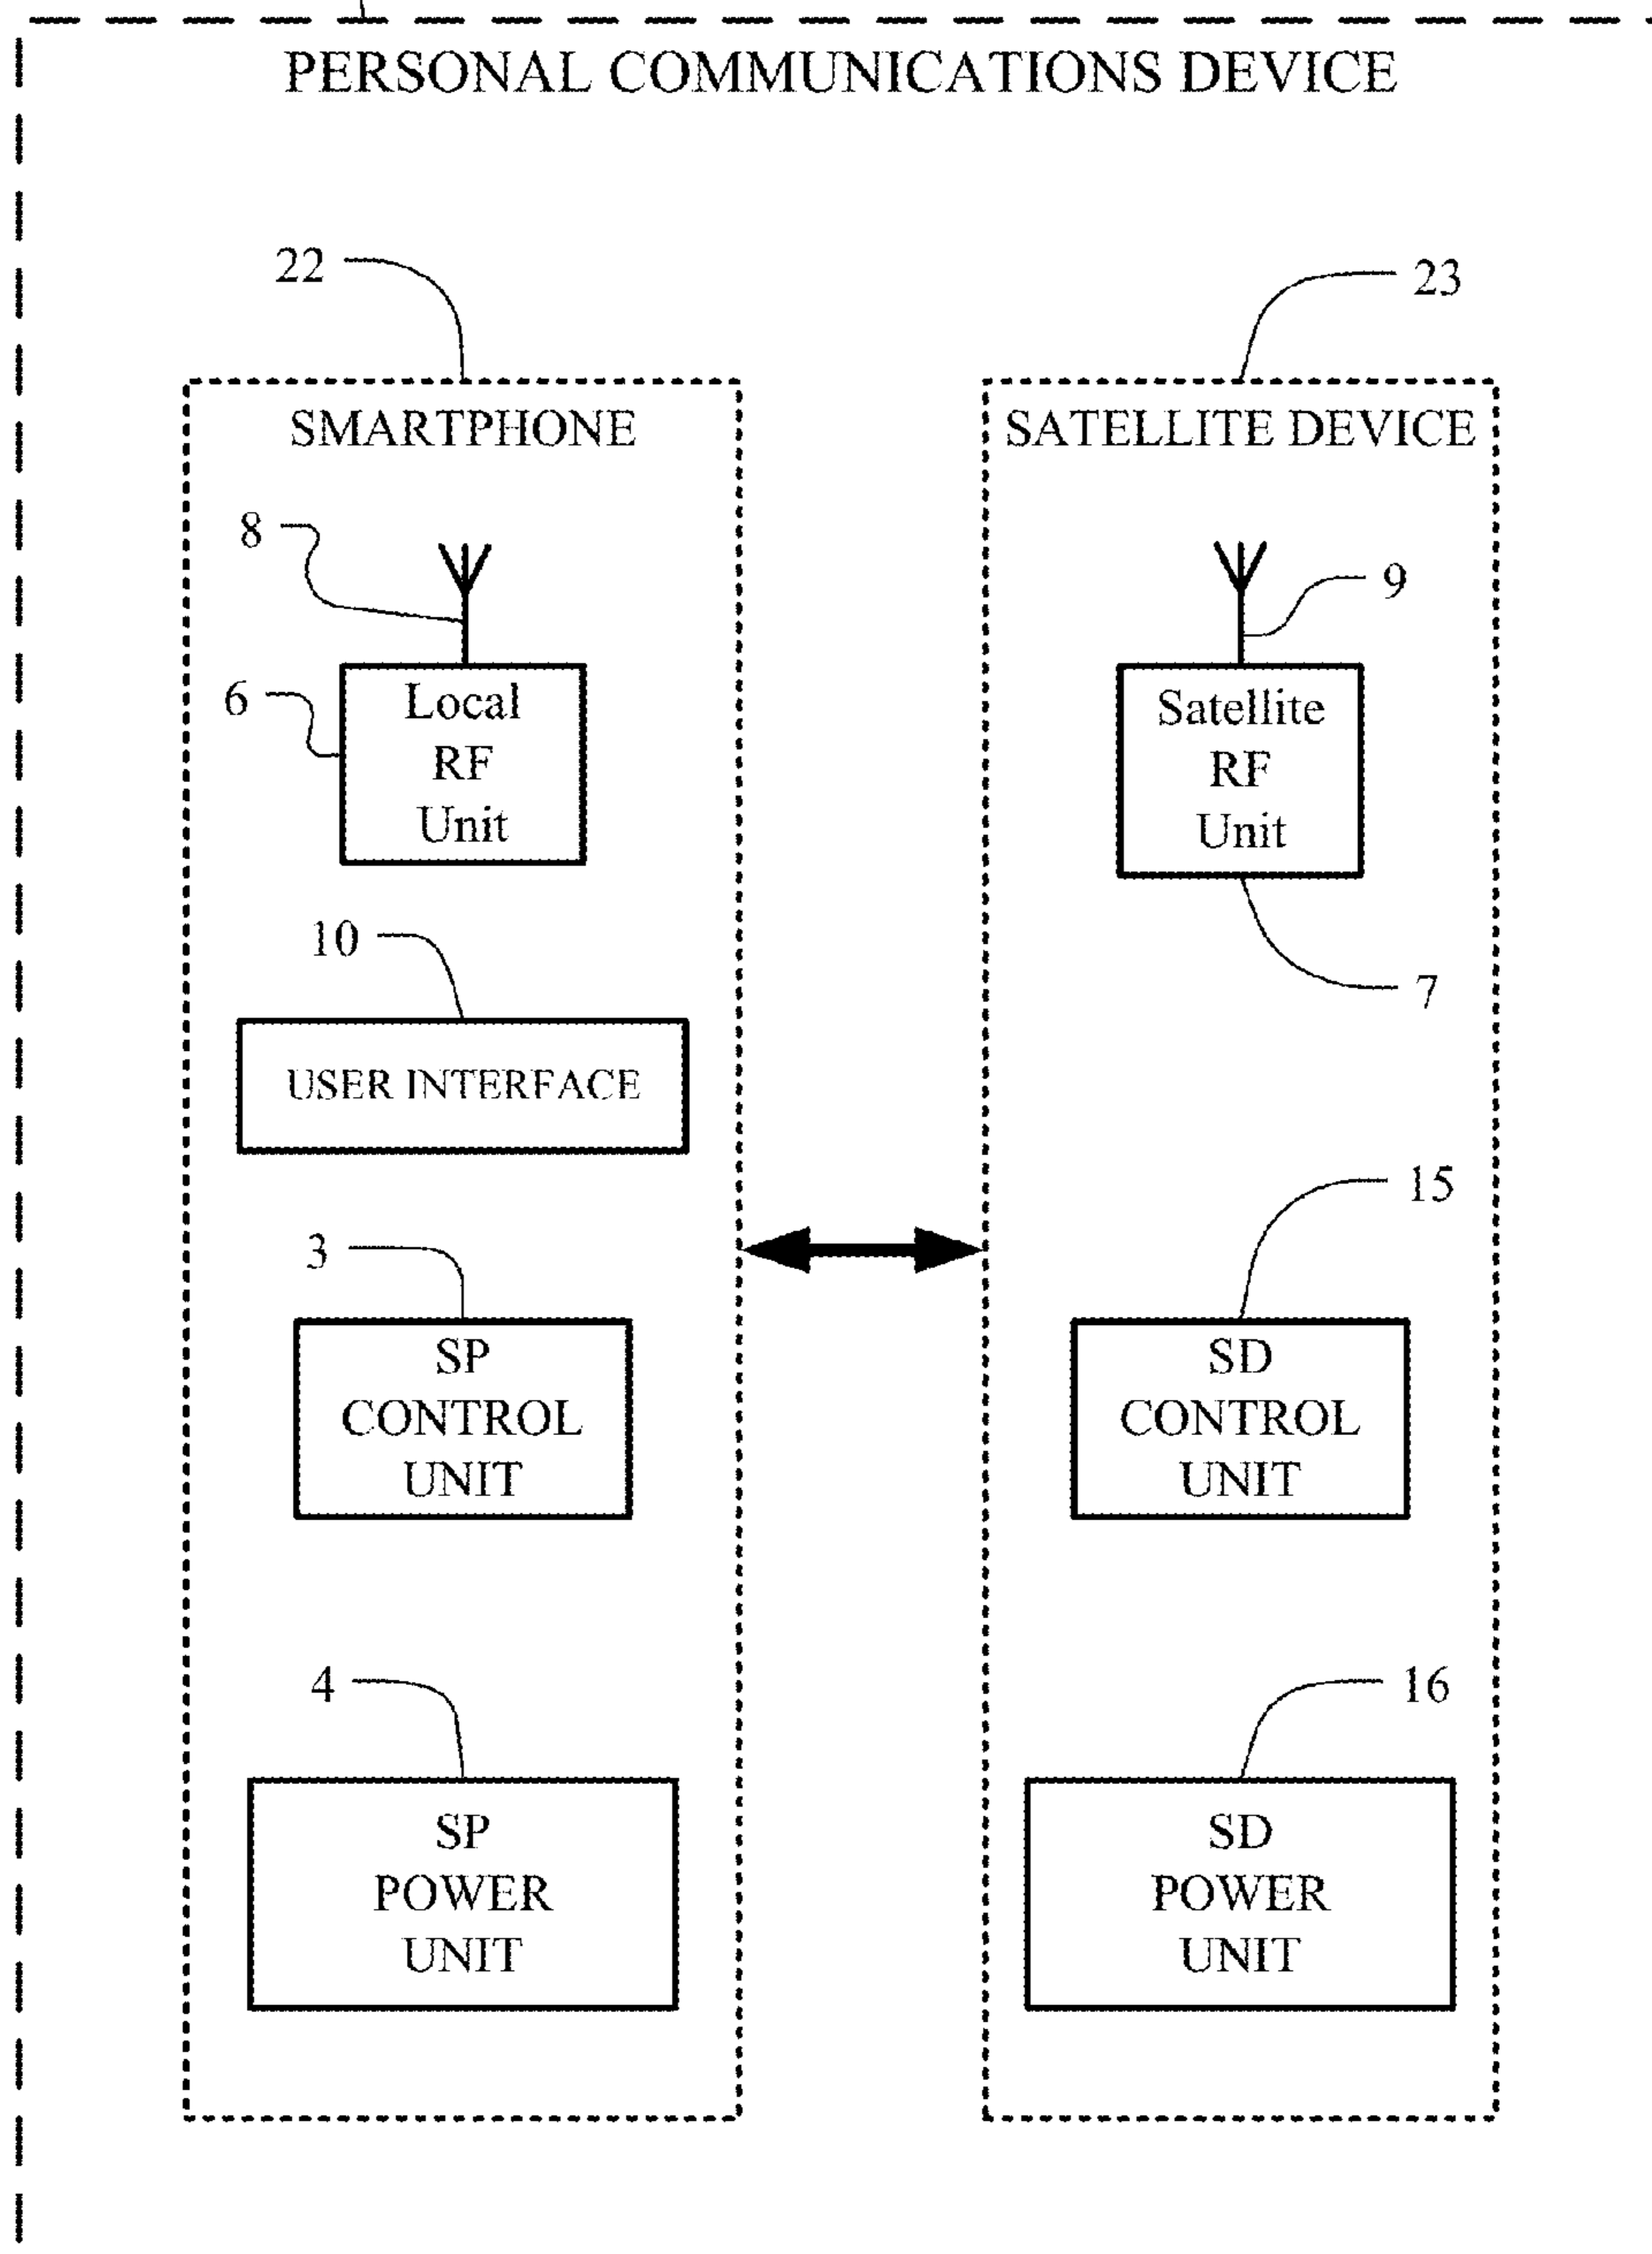 PERSONAL COMMUNICATIONS DEVICE
22
23
SMARTPHONE
SATELLITE DEVICE
8
9
6
Local
RF
Unit
Satellite
RF
Unit
10
7
USER INTERFACE
15
3
SP
CONTROL
UNIT
SD
CONTROL
UNIT
4
16
SP
POWER
UNIT
SD
POWER
UNIT